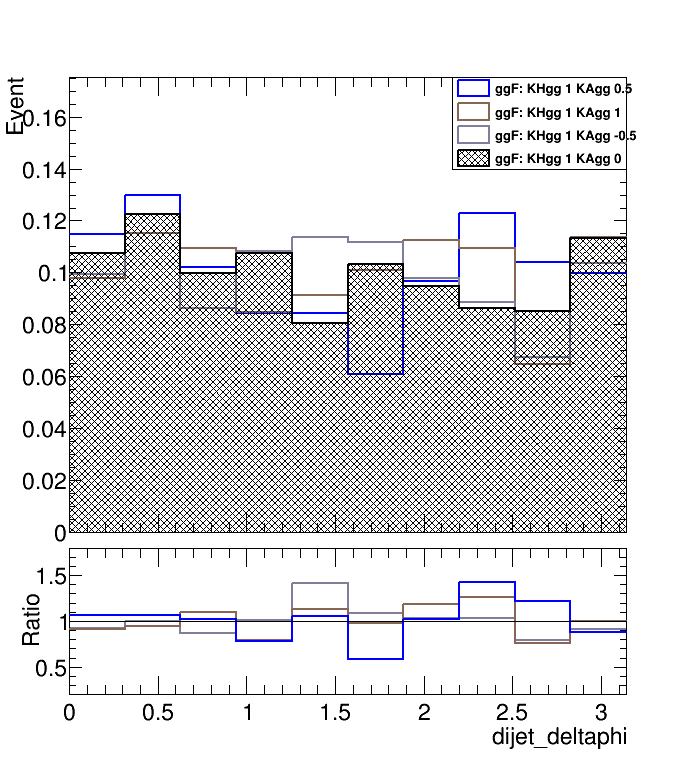 Event
ggF: KHgg 1 KAgg 0.5
ggF: KHgg 1 KAgg 1
ggF: KHgg 1 KAgg -0.5
ggF: KHgg 1 KAgg 0
0.16
0.14
0.12
0.1
0.08
0.06
0.04
0.02
0
Ratio
1.5
1
0.5
0 0.5 1 1.5 2 2.5 3
dijet_deltaphi